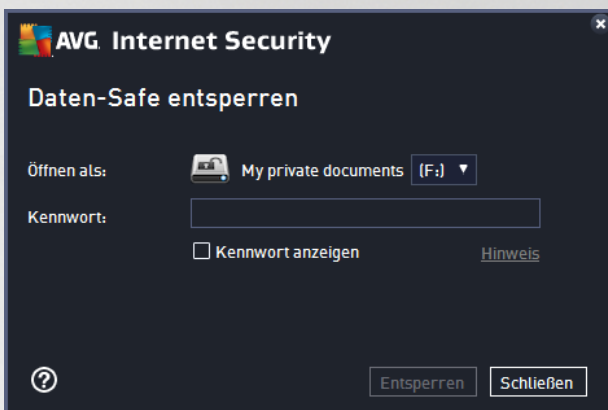 AVG. Internet Security
Daten-Safe entsperren
Öffnen als: My private documents (F:)
Kennwort:
Kennwort anzeigen Hinweis
Entsperren Schließen